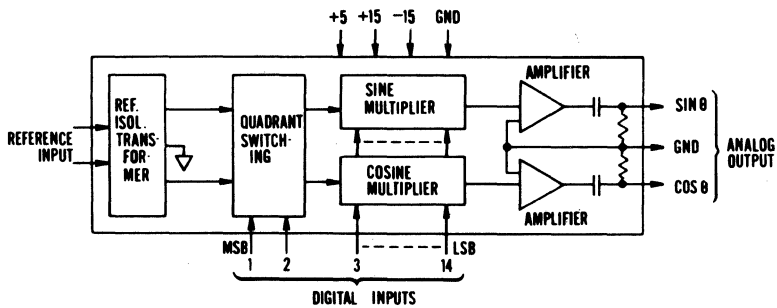 +5 +15 -15 GND
REFERENCE
INPUT
REF.
ISOL.
TRANS-
FOR-
MER
QUADRANT
SWITCH-
ING
SINE
MULTIPLIER
COSINE
MULTIPLIER
AMPLIFIER
AMPLIFIER
SIN θ
GND
COS θ
ANALOG
OUTPUT
MSB LSB
1 2 3 14
DIGITAL INPUTS